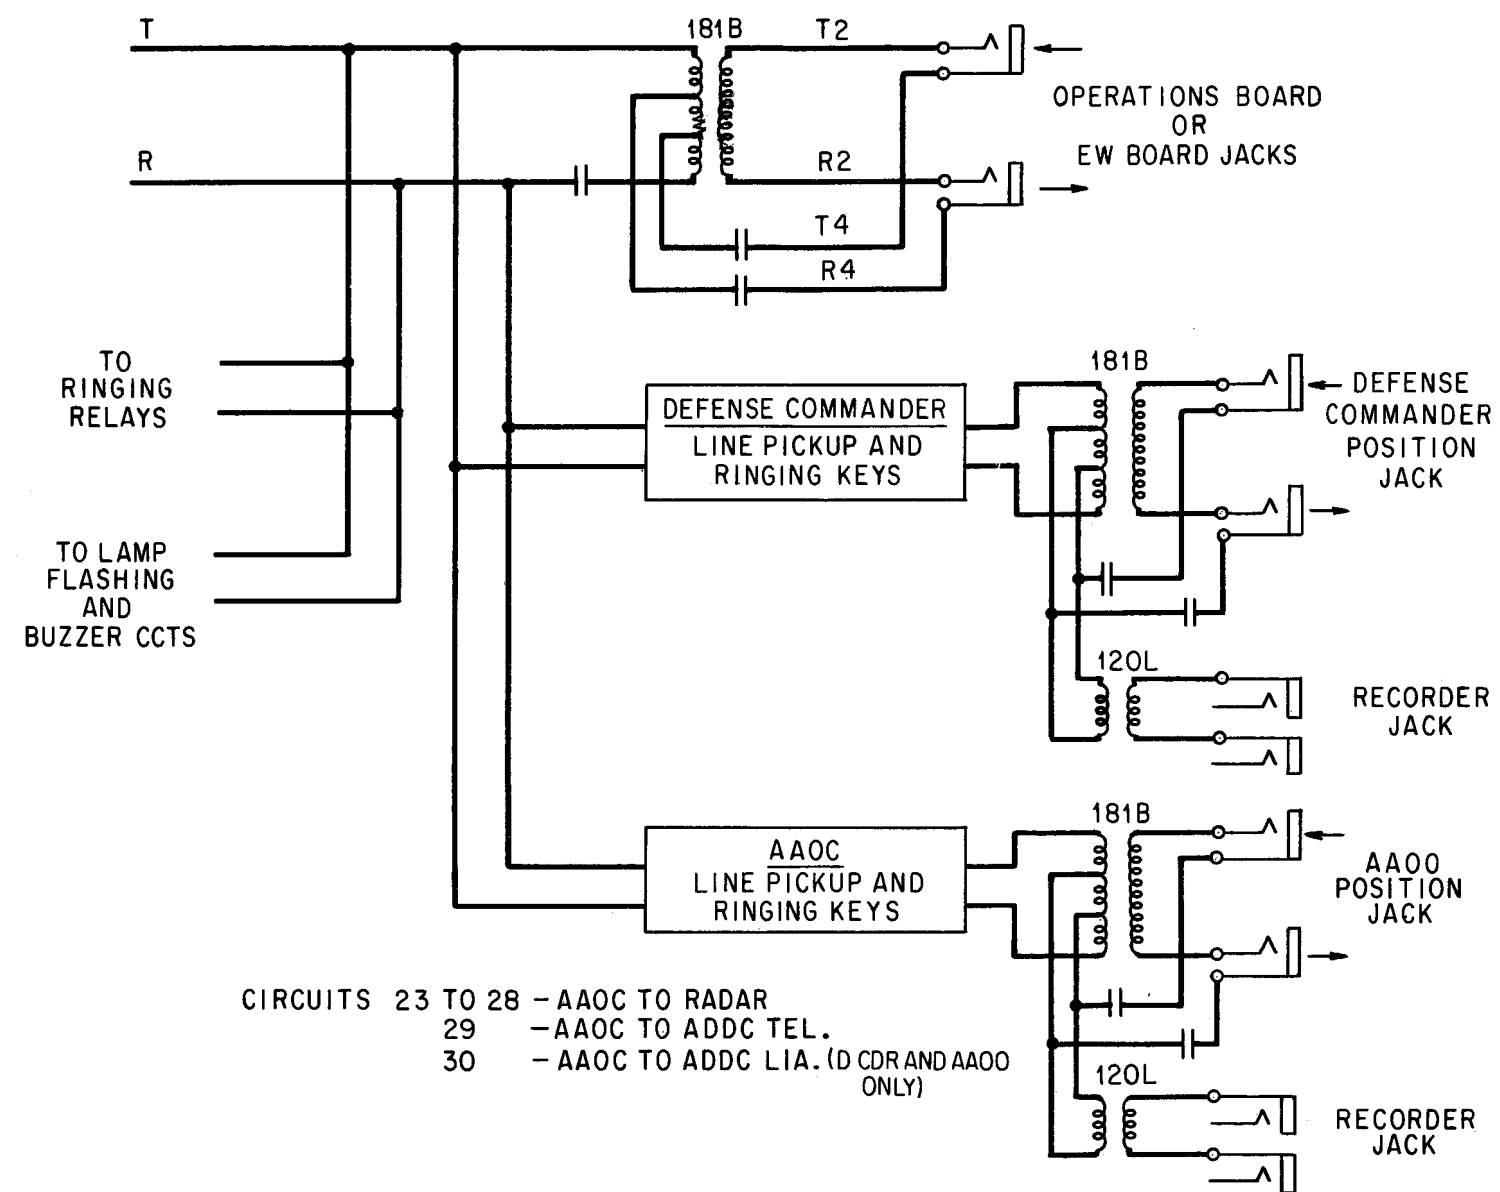 T
181B
T2
OPERATIONS BOARD
OR
EW BOARD JACKS
R
R2
T4
R4
TO
RINGING
RELAYS
181B
DEFENSE COMMANDER
LINE PICKUP AND
RINGING KEYS
DEFENSE
COMMANDER
POSITION
JACK
TO LAMP
FLASHING
AND
BUZZER CCTS
120L
RECORDER
JACK
181B
AAOC
LINE PICKUP AND
RINGING KEYS
AAOO
POSITION
JACK
CIRCUITS 23 TO 28 - AAOC TO RADAR
29 - AAOC TO ADDC TEL.
30 - AAOC TO ADDC LIA. (D CDR AND AAOO
ONLY)
120L
RECORDER
JACK